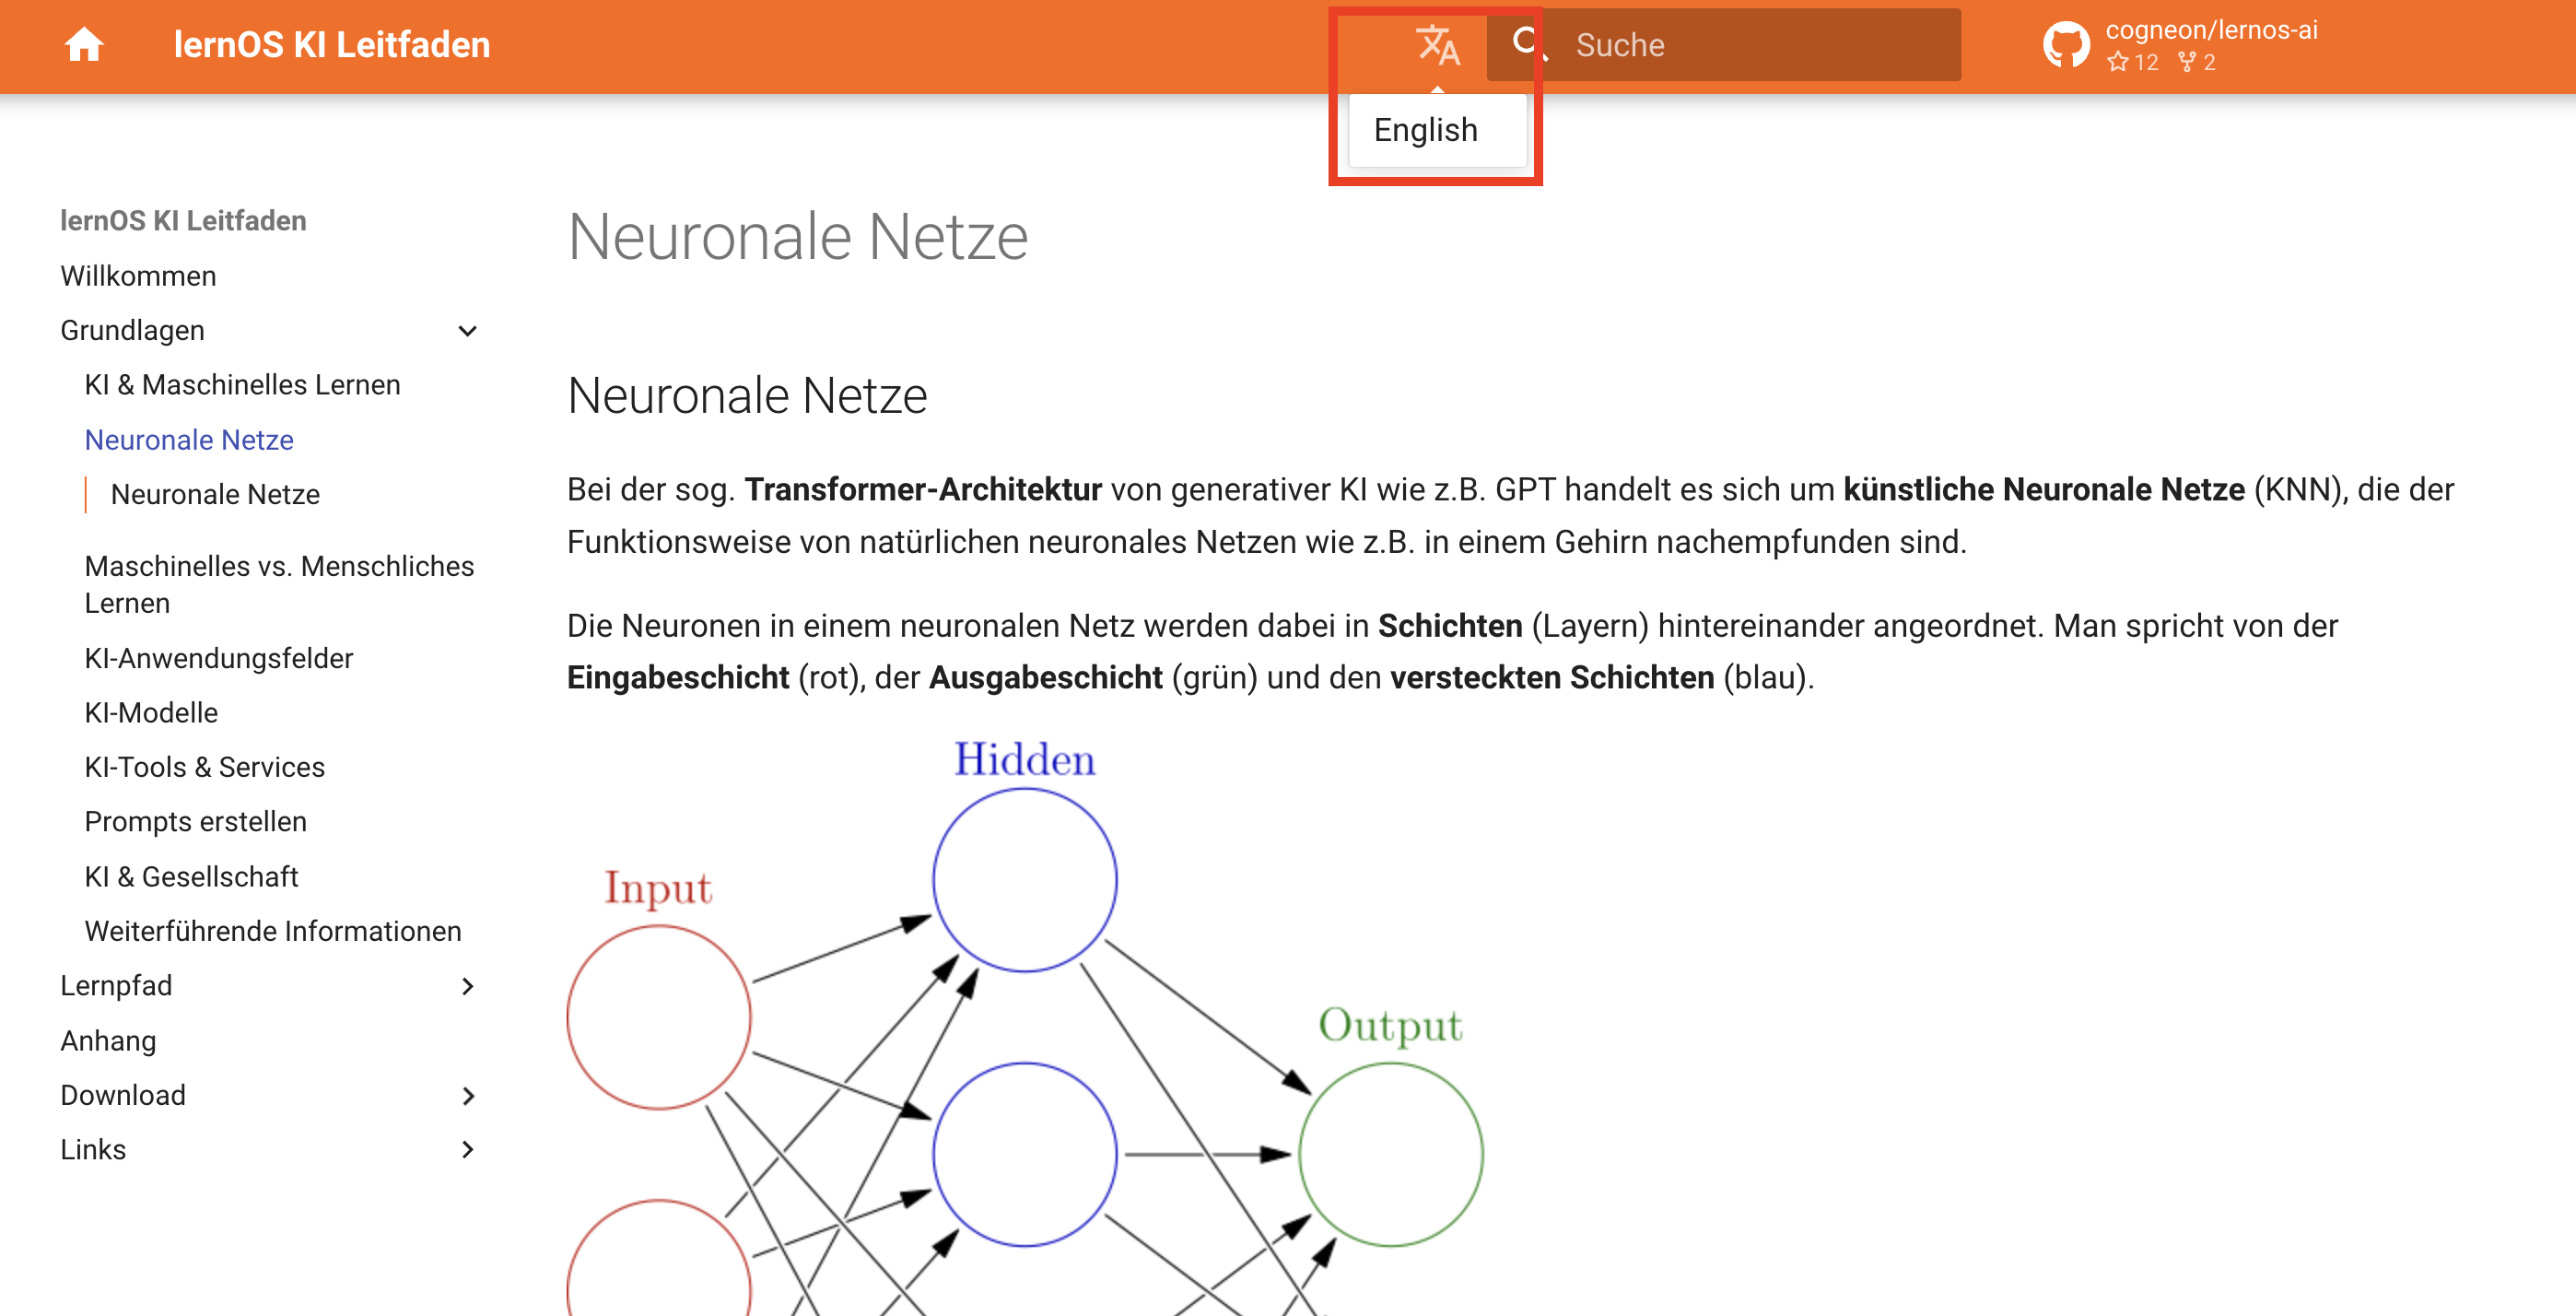 lernOS KI Leitfaden
Suche
cogneon/lernos-ai
12 2
English
lernOS KI Leitfaden
Willkommen
Grundlagen
KI & Maschinelles Lernen
Neuronale Netze
Neuronale Netze
Maschinelles vs. Menschliches
Lernen
KI-Anwendungsfelder
KI-Modelle
KI-Tools & Services
Prompts erstellen
KI & Gesellschaft
Weiterführende Informationen
Lernpfad
Anhang
Download
Links
Neuronale Netze
Neuronale Netze
Bei der sog. Transformer-Architektur von generativer KI wie z.B. GPT handelt es sich um künstliche Neuronale Netze (KNN), die der
Funktionsweise von natürlichen neuronales Netzen wie z.B. in einem Gehirn nachempfunden sind.
Die Neuronen in einem neuronalen Netz werden dabei in Schichten (Layern) hintereinander angeordnet. Man spricht von der
Eingabeschicht (rot), der Ausgabeschicht (grün) und den versteckten Schichten (blau).
Hidden
Input
Output